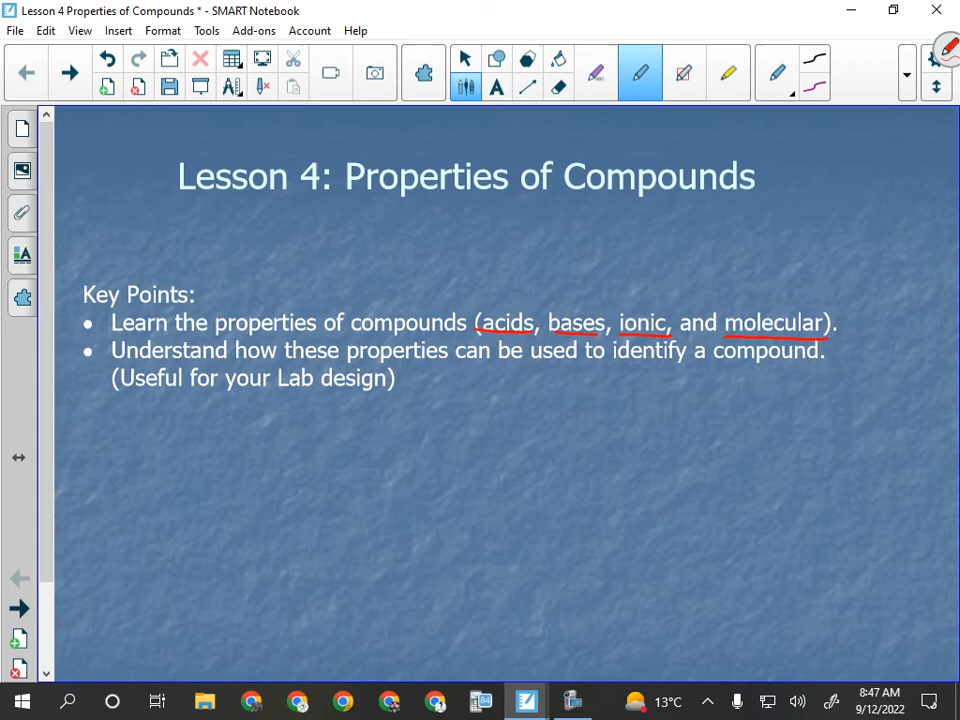 Lesson 4 Properties of Compounds * - SMART Notebook
File Edit View Insert Format Tools Add-ons Account Help
Lesson 4: Properties of Compounds
Key Points:
• Learn the properties of compounds (acids, bases, ionic, and molecular).
• Understand how these properties can be used to identify a compound.
(Useful for your Lab design)
13°C
8:47 AM
9/12/2022